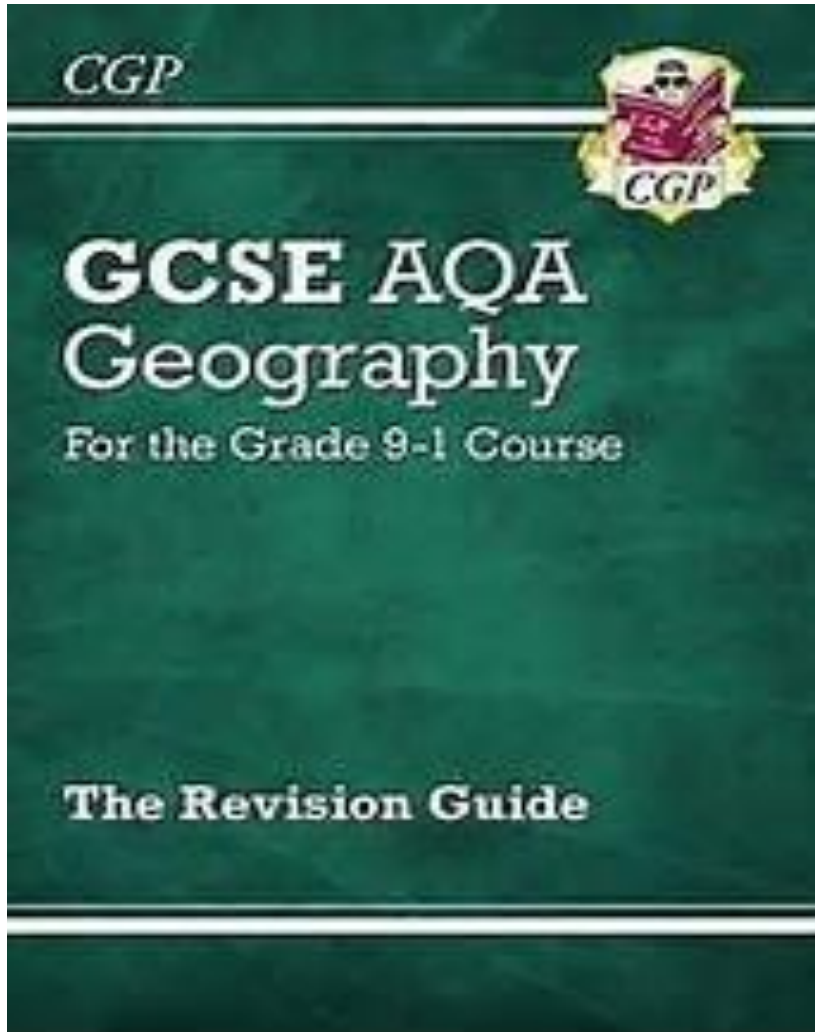 CGP
CGP
GCSE AQA
Geography
For the Grade 9-1 Course
The Revision Guide